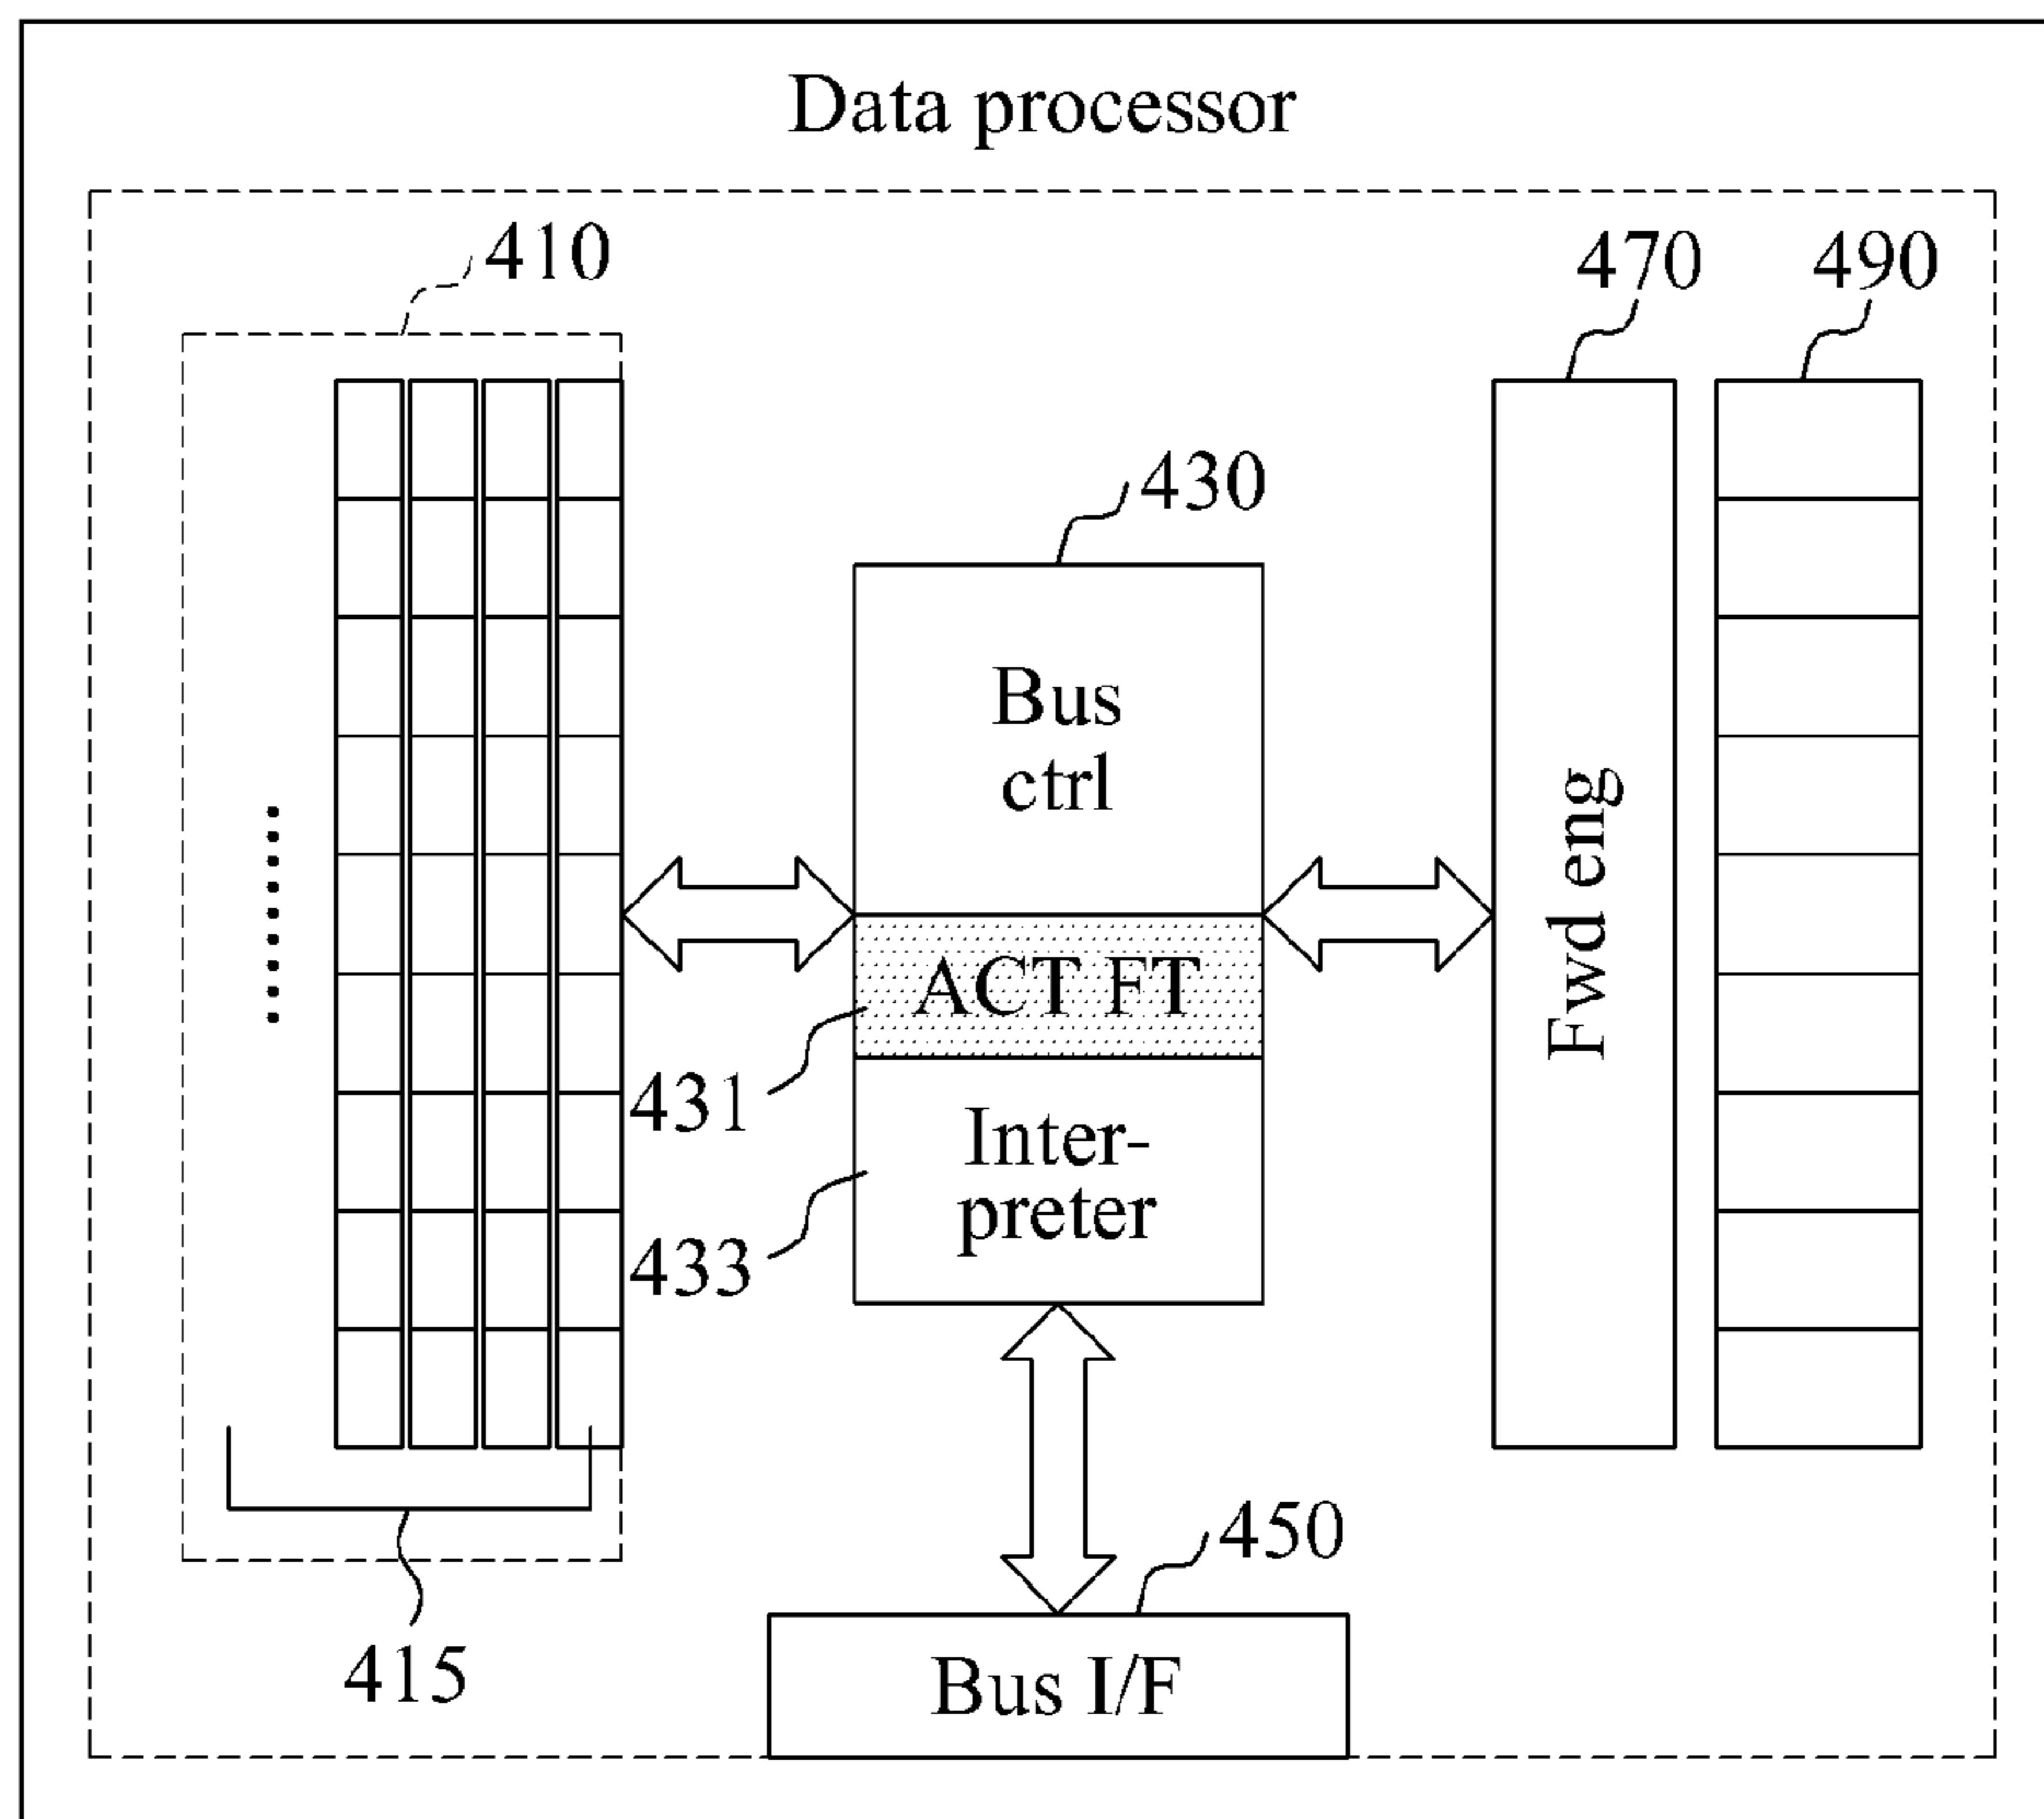 Data processor
410
470
490
430
Bus
ctrl
Fwd eng
ACT FT
431
Inter-
preter
433
450
415
Bus I/F